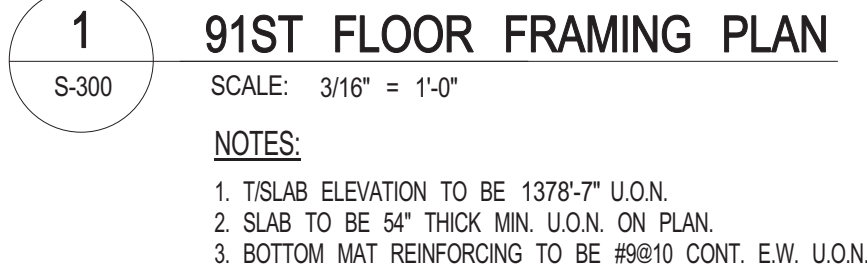 1
91ST FLOOR FRAMING PLAN
S-300
SCALE: 3/16" = 1'-0"
NOTES:
1. T/SLAB ELEVATION TO BE 1378'-7" U.O.N.
2. SLAB TO BE 54" THICK MIN. U.O.N. ON PLAN.
3. BOTTOM MAT REINFORCING TO BE #9@10 CONT. E.W. U.O.N.